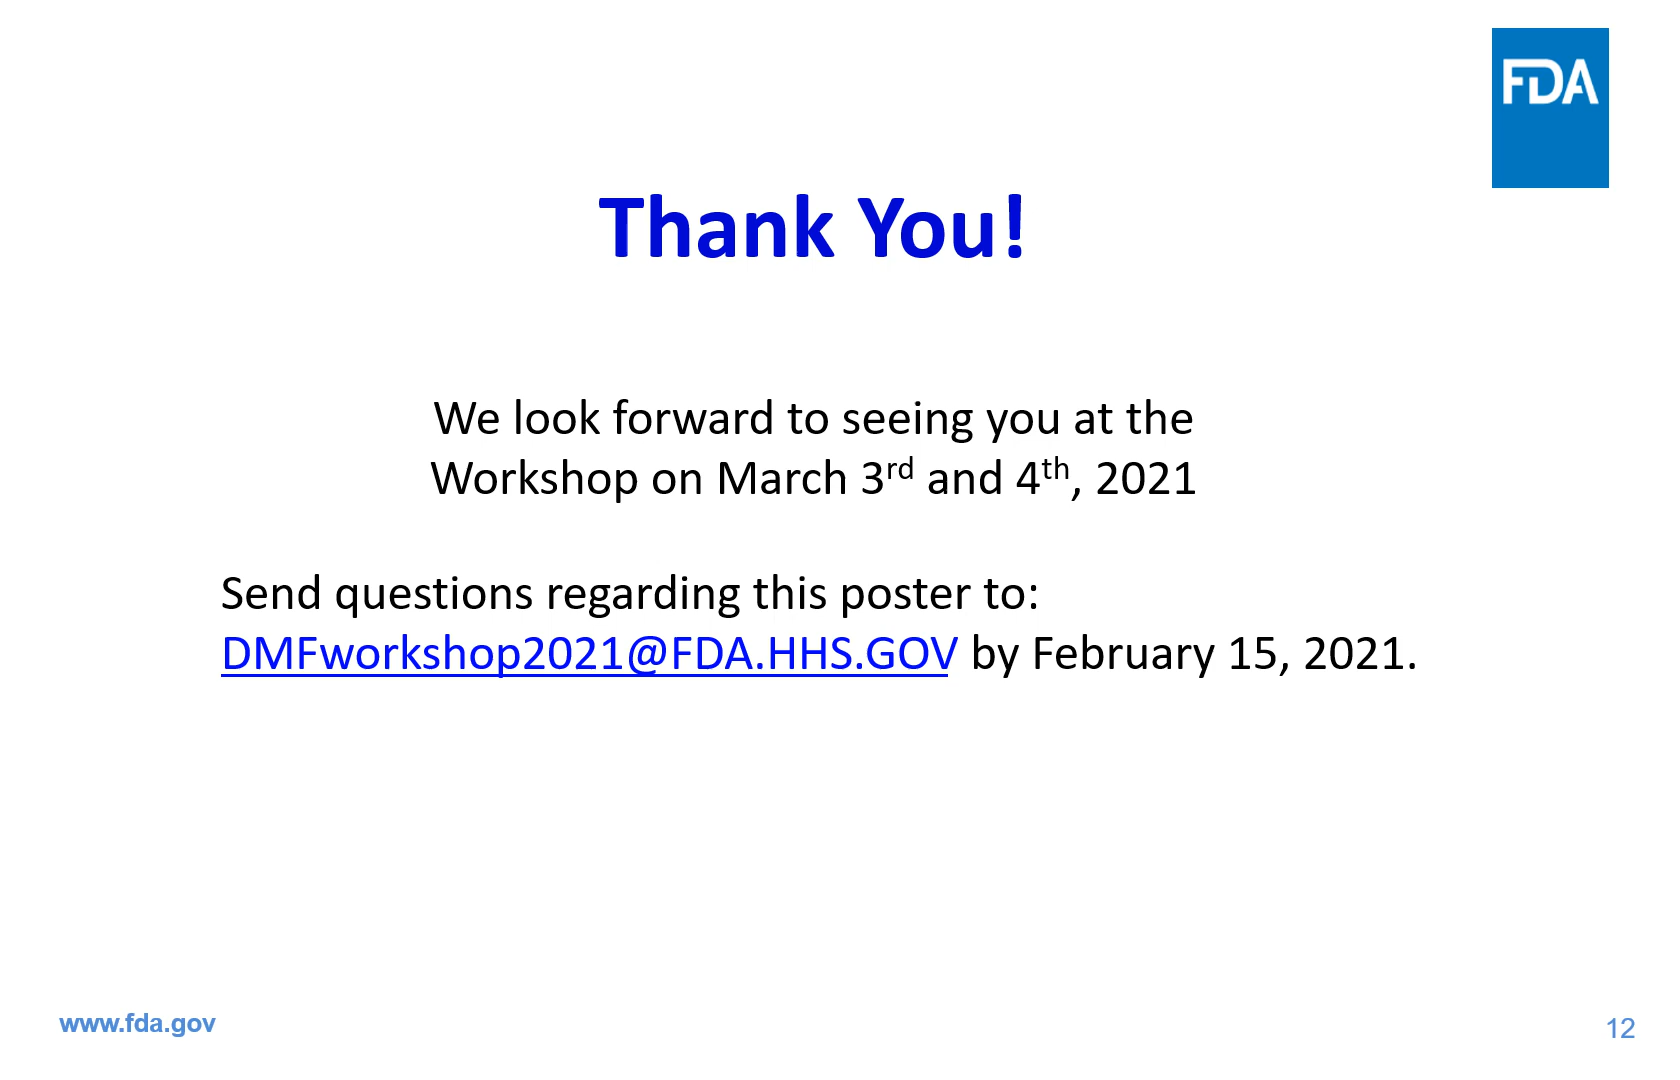 FDA
Thank You!
We look forward to seeing you at the
Workshop on March 3rd and 4th, 2021
Send questions regarding this poster to:
DMFworkshop2021@FDA.HHS.GOV by February 15, 2021.
www.fda.gov
12